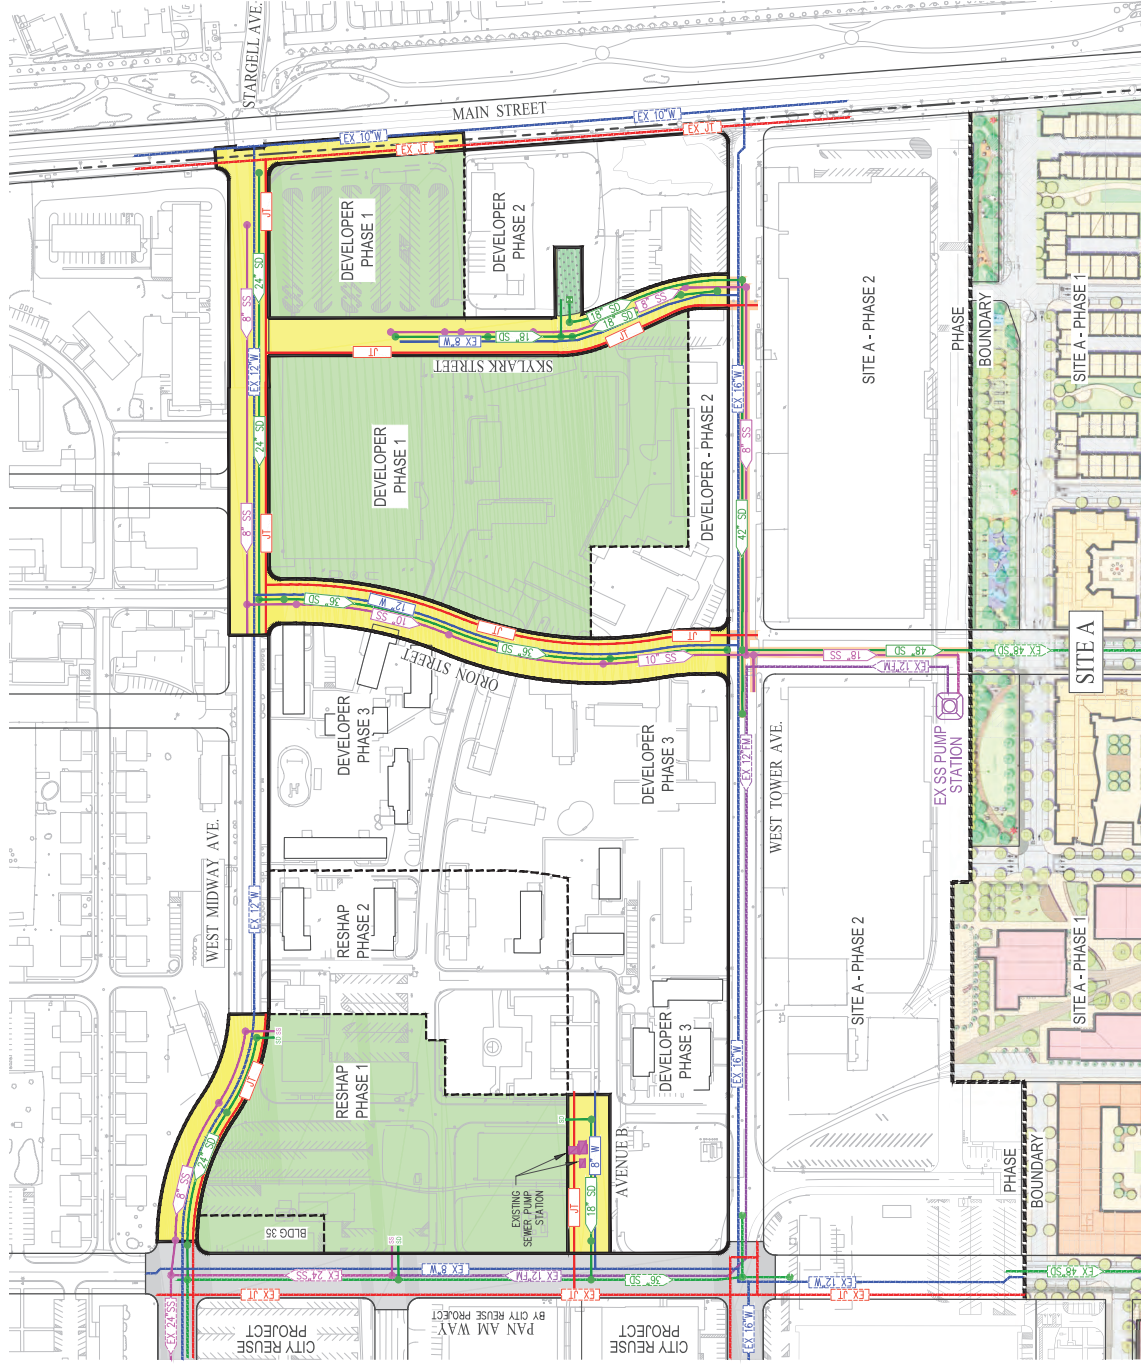 STARGELL AVE.
MAIN STREET
EX 10"W
EX 10"W
EX JT
EX JT
JT
24" SD
8" SS
EX 12"W
24" SD
8" SS
JT
DEVELOPER
PHASE 1
DEVELOPER
PHASE 2
18" SD
18" SD
8" SS
JT
EX 8"W
18" SD
JT
SKYLARK STREET
DEVELOPER
PHASE 1
DEVELOPER - PHASE 2
EX 16"W
8" SS
42" SD
SITE A - PHASE 2
PHASE
BOUNDARY
SITE A - PHASE 1
36" SD
12" W
10" SS
JT
36" SD
10" SS
JT
ORION STREET
18" SS
48" SD
EX 48"SD
EX 12"FM
SITE A
EX SS PUMP
STATION
DEVELOPER
PHASE 3
DEVELOPER
PHASE 3
EX 12"FM
WEST TOWER AVE.
WEST MIDWAY AVE.
EX 12"W
RESHAP
PHASE 2
SITE A - PHASE 2
SITE A - PHASE 1
DEVELOPER
PHASE 3
EX 16"W
RESHAP
PHASE 1
SS
SD
JT
24" SD
8" SS
BLDG 35
EXISTING
SEWER PUMP
STATION
SD
8" W
JT
18" SD
AVENUE B
PHASE
BOUNDARY
SS
SD
EX 24"SS
EX 8"W
EX 12"FM
36" SD
EX 12"W
EX 48"SD
EX JT
EX JT
EX JT
EX 24"SS
EX 16"W
CITY REUSE
PROJECT
PAN AM WAY
BY CITY REUSE PROJECT
CITY REUSE
PROJECT